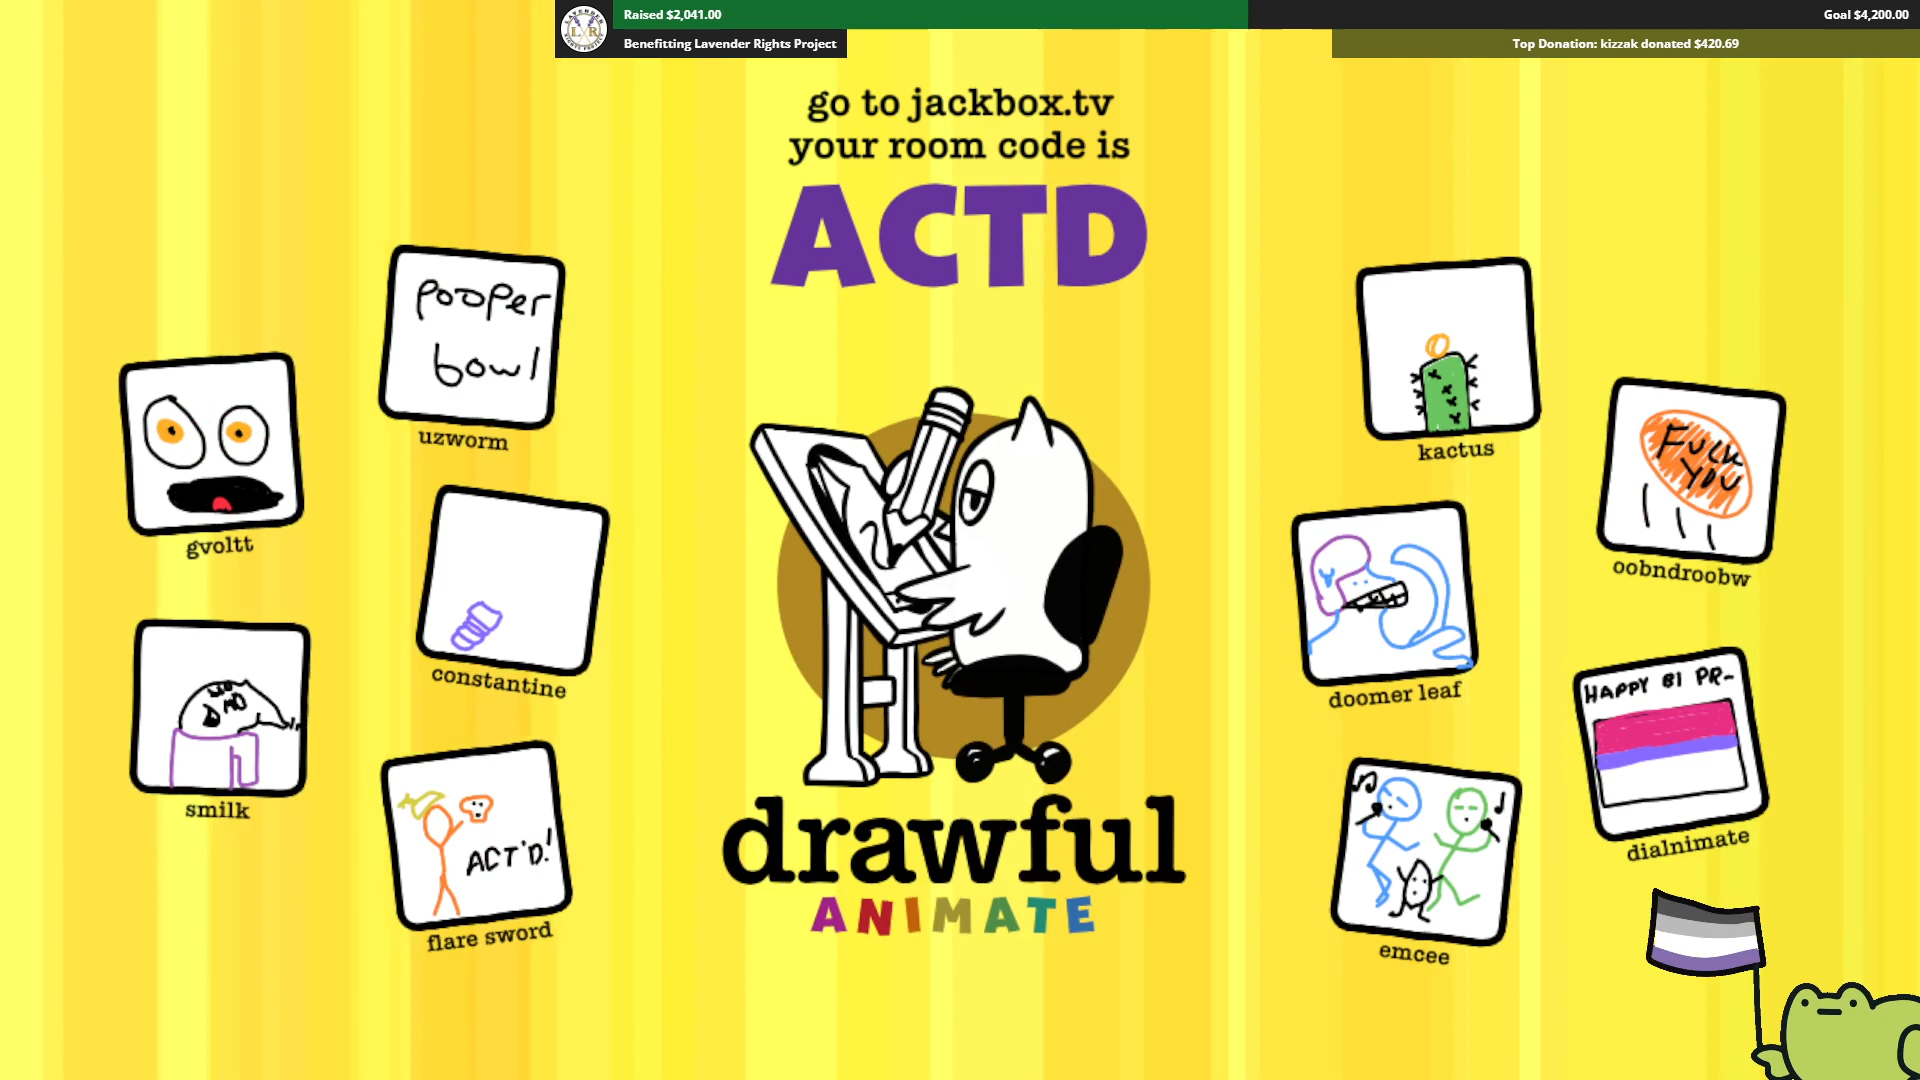 Raised $2,041.00
Goal $4,200.00
Benefitting Lavender Rights Project
Top Donation: kizzak donated $420.69
go to jackbox.tv
your room code is
ACTD
pooper
bowl
uzworm
gvoltt
constantine
smilk
ACT'D!
flare sword
kactus
FUCK
YOU
oobndroobw
doomer leaf
HAPPY BI PR-
dialnimate
emcee
drawful
ANIMATE